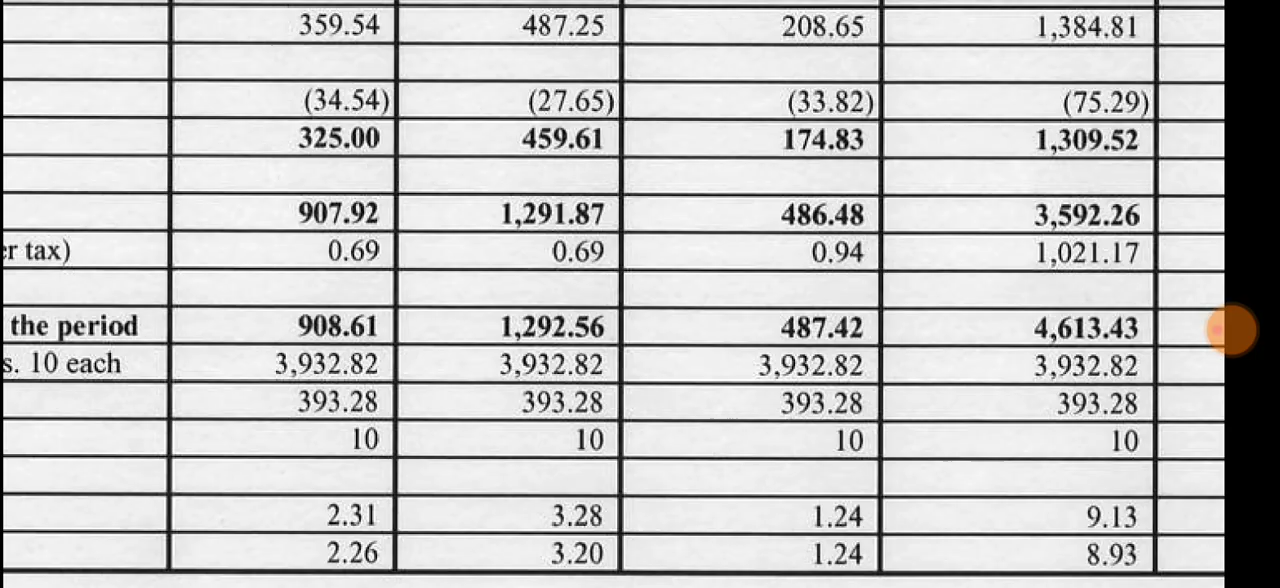 359.54 487.25 208.65 1,384.81
(34.54) (27.65) (33.82) (75.29)
325.00 459.61 174.83 1,309.52
907.92 1,291.87 486.48 3,592.26
er tax) 0.69 0.69 0.94 1,021.17
the period 908.61 1,292.56 487.42 4,613.43
s. 10 each 3,932.82 3,932.82 3,932.82 3,932.82
393.28 393.28 393.28 393.28
10 10 10 10
2.31 3.28 1.24 9.13
2.26 3.20 1.24 8.93